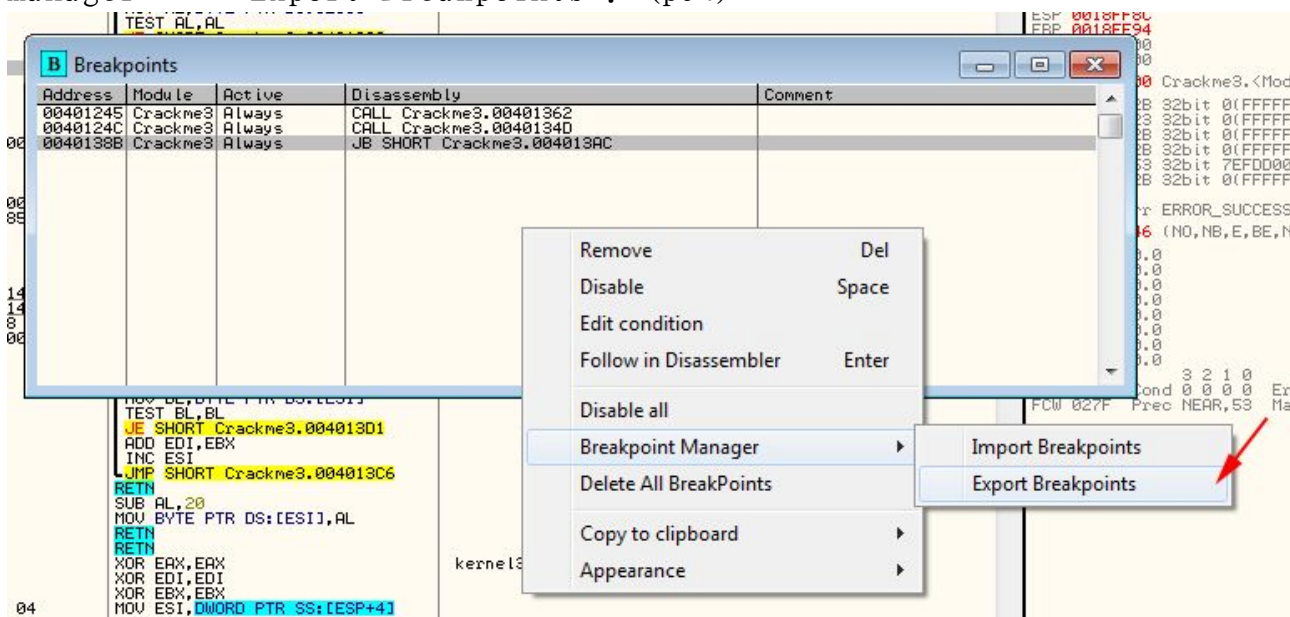 manager" -> "Export Breakpoints". (pcv)
TEST AL,AL
ESP 0018FF8C
EBP 0018FF94
Breakpoints
Address Module Active Disassembly Comment
00401245 Crackme3 Always CALL Crackme3.00401362
0040124C Crackme3 Always CALL Crackme3.0040134D
0040138B Crackme3 Always JB SHORT Crackme3.004013AC
Crackme3.<Mod
32bit 0(FFFFF
32bit 0(FFFFF
32bit 0(FFFFF
32bit 0(FFFFF
32bit 7EFDD00
32bit 0(FFFFF
ERROR_SUCCESS
(NO,NB,E,BE,N
3 2 1 0
Cond 0 0 0 0 Er
FCW 027F Prec NEAR,53 Ma
Remove Del
Disable Space
Edit condition
Follow in Disassembler Enter
Disable all
Breakpoint Manager
Delete All BreakPoints
Copy to clipboard
Appearance
Import Breakpoints
Export Breakpoints
TEST BL,BL
JE SHORT Crackme3.004013D1
ADD EDI,EBX
INC ESI
JMP SHORT Crackme3.004013C6
RETN
SUB AL,20
MOV BYTE PTR DS:[ESI],AL
RETN
RETN
XOR EAX,EAX kernel3
XOR EDI,EDI
XOR EBX,EBX
04 MOV ESI,DWORD PTR SS:[ESP+4]